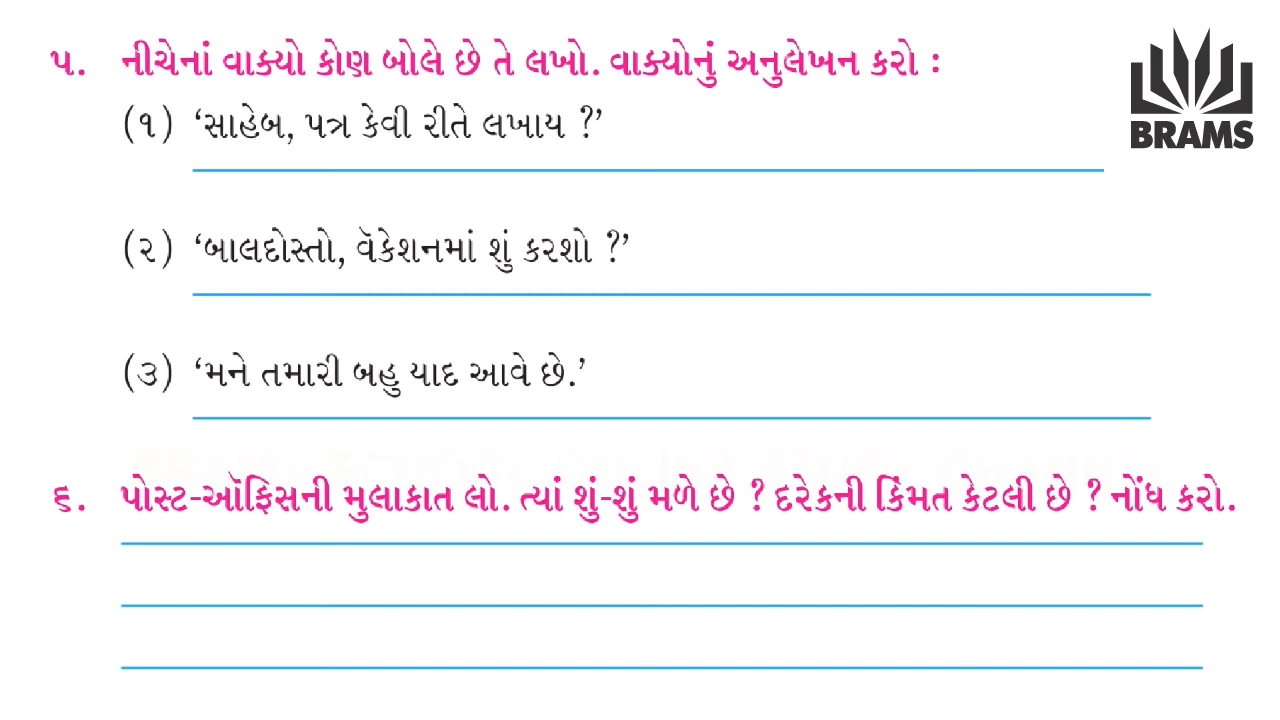 ૫. નીચેનાં વાક્યો કોણ બોલે છે તે લખો. વાક્યોનું અનુલેખન કરો :
BRAMS
(૧) ‘સાહેબ, પત્ર કેવી રીતે લખાય ?’
(૨) ‘બાલદોસ્તો, વૅકેશનમાં શું કરશો ?’
(૩) ‘મને તમારી બહુ યાદ આવે છે.’
૬. પોસ્ટ-ઑફિસની મુલાકાત લો. ત્યાં શું-શું મળે છે ? દરેકની કિંમત કેટલી છે ? નોંધ કરો.